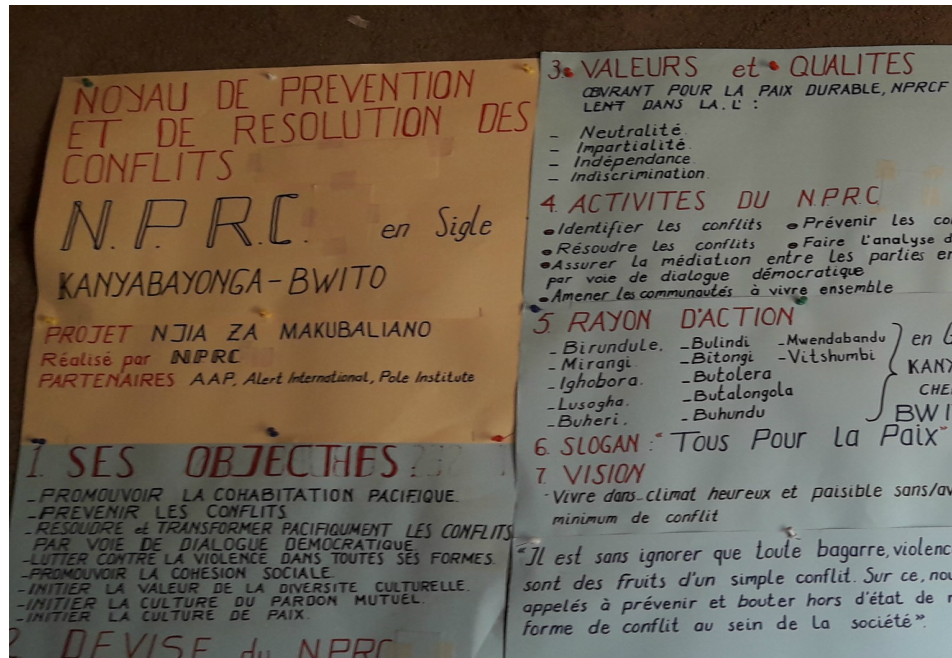 NOYAU DE PREVENTION
ET DE RESOLUTION DES
CONFLITS
N.P.R.C. en Sigle
KANYABAYONGA-BWITO
PROJET NJIA ZA MAKUBALIANO
Réalisé par NPRC
PARTENAIRES AAP, Alert International, Pole Institute
1. SES OBJECTIFS
- PROMOUVOIR LA COHABITATION PACIFIQUE.
- PREVENIR LES CONFLITS
- RESOUDRE et TRANSFORMER PACIFIQUMENT LES CONFLITS
PAR VOIE DE DIALOGUE DEMOCRATIQUE
- LUTTER CONTRE LA VIOLENCE DANS TOUTES SES FORMES.
- PROMOUVOIR LA COHESION SOCIALE.
- INITIER LA VALEUR DE LA DIVERSITE CULTURELLE.
- INITIER LA CULTURE DU PARDON MUTUEL.
- INITIER LA CULTURE DE PAIX.
2. DEVISE du NPRC
3. VALEURS et QUALITES
ŒUVRANT POUR LA PAIX DURABLE, NPRCF
LENT DANS LA L' :
- Neutralité.
- Impartialité.
- Indépendance.
- Indiscrimination.
4. ACTIVITES DU N.P.R.C
• Identifier les conflits • Prévenir les
• Résoudre les conflits • Faire l'analyse
• Assurer la médiation entre les parties
par voie de dialogue démocratique
• Amener les communautés à vivre ensemble
5. RAYON D'ACTION
- Birundule. - Bulindi - Mwendabandu en
- Mirangi. - Bitongi - Vitshumbi
- Ighobora. - Butolera
- Lusogha. - Butalongola
- Buheri. - Buhundu BWI
6. SLOGAN : "Tous Pour la Paix"
7. VISION
- Vivre dans climat heureux et paisible
minimum de conflit
"Il est sans ignorer que toute bagarre, violenc
sont des fruits d'un simple conflit. Sur ce, nou
appelés à prévenir et bouter hors d'état de
forme de conflit au sein de la société".